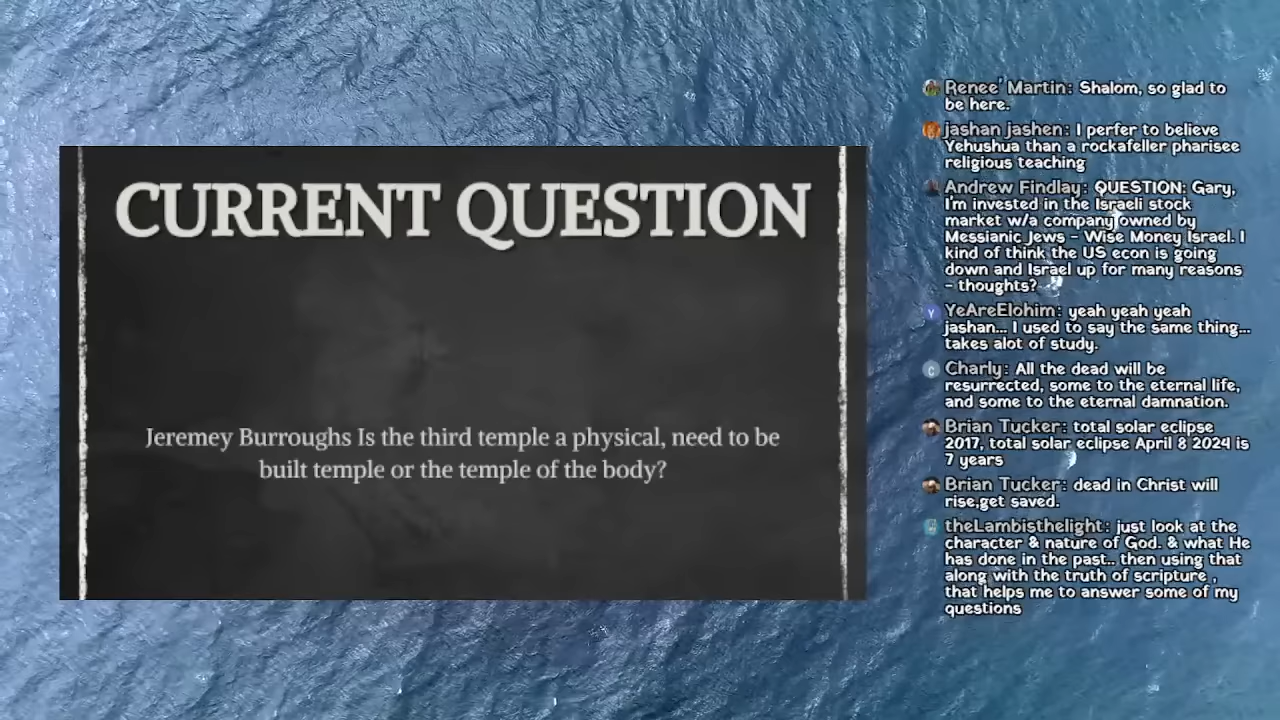 CURRENT QUESTION
Jeremey Burroughs Is the third temple a physical, need to be
built temple or the temple of the body?
Renee' Martin: Shalom, so glad to
be here.
jashan jashen: I perfer to believe
Yehushua than a rockafeller pharisee
religious teaching
Andrew Findlay: QUESTION: Gary,
I'm invested in the Israeli stock
market w/a company owned by
Messianic Jews - Wise Money Israel. I
kind of think the US econ is going
down and Israel up for many reasons
- thoughts?
Y YeAreElohim: yeah yeah yeah
jashan... I used to say the same thing...
takes alot of study.
C Charly: All the dead will be
resurrected, some to the eternal life,
and some to the eternal damnation.
Brian Tucker: total solar eclipse
2017, total solar eclipse April 8 2024 is
7 years
Brian Tucker: dead in Christ will
rise,get saved.
theLambisthelight: just look at the
character & nature of God. & what He
has done in the past.. then using that
along with the truth of scripture ,
that helps me to answer some of my
questions